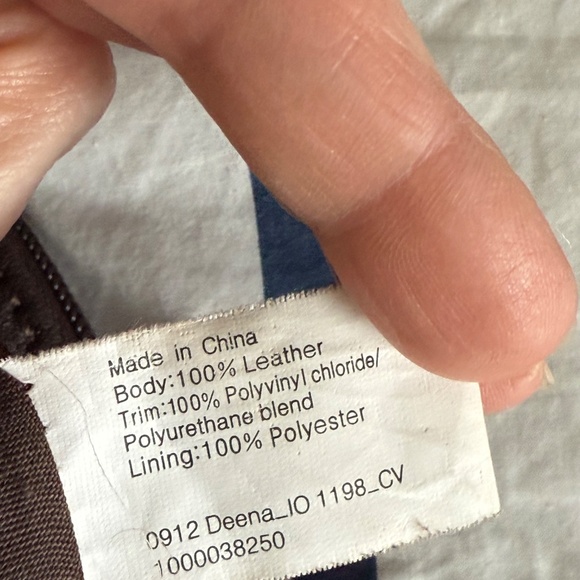 Made in China
Body:100% Leather
Trim:100% Polyvinyl chloride/
Polyurethane blend
Lining:100% Polyester
0912 Deena_IO 1198_CV
1000038250